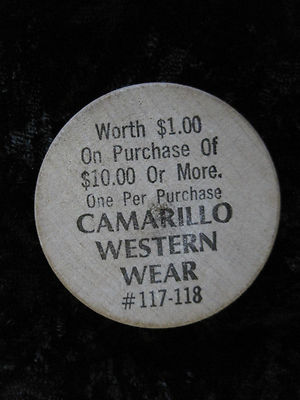 Worth $1.00
On Purchase Of
$10.00 Or More.
One Per Purchase
CAMARILLO
WESTERN
WEAR
#117-118